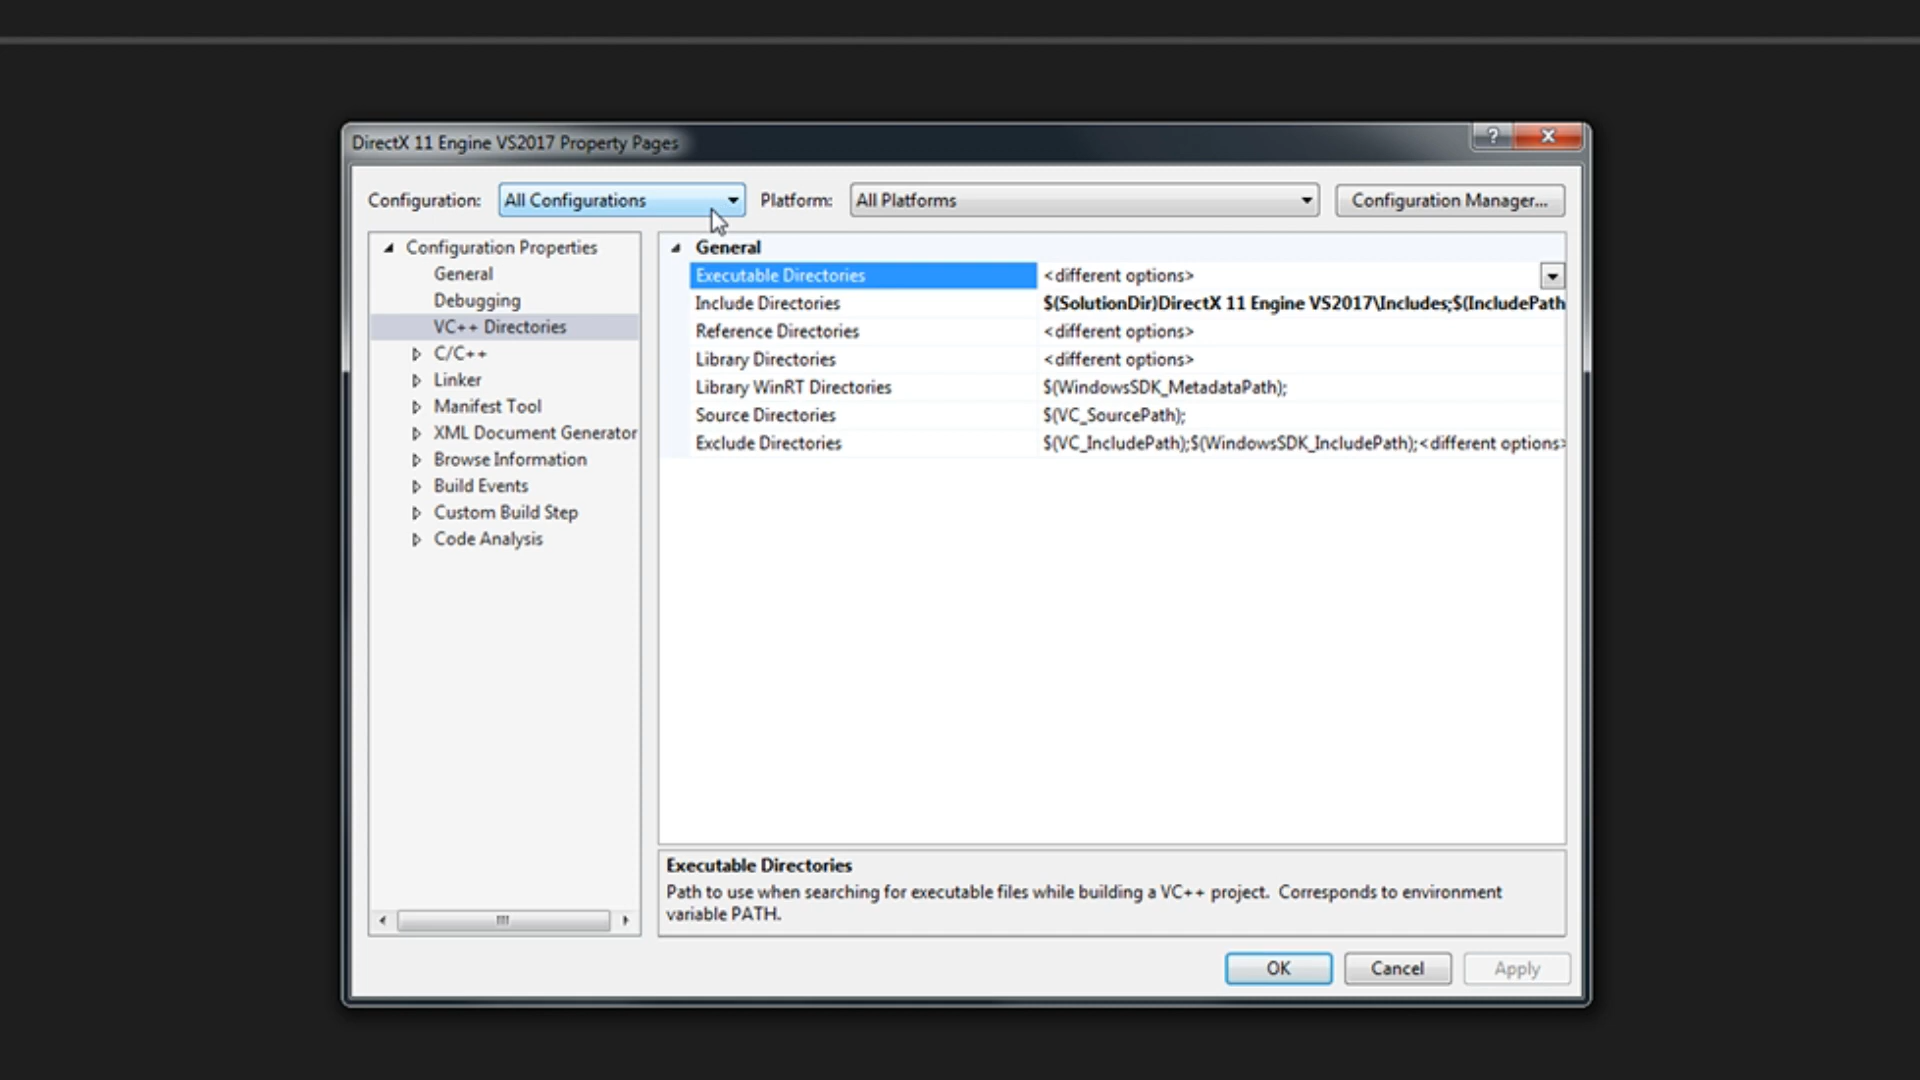 DirectX 11 Engine VS2017 Property Pages
?
Configuration: All Configurations Platform: All Platforms Configuration Manager...
Configuration Properties
General
Debugging
VC++ Directories
C/C++
Linker
Manifest Tool
XML Document Generator
Browse Information
Build Events
Custom Build Step
Code Analysis
General
Executable Directories <different options>
Include Directories $(SolutionDir)DirectX 11 Engine VS2017\Includes;$(IncludePath
Reference Directories <different options>
Library Directories <different options>
Library WinRT Directories $(WindowsSDK_MetadataPath);
Source Directories $(VC_SourcePath);
Exclude Directories $(VC_IncludePath);$(WindowsSDK_IncludePath);<different options>
Executable Directories
Path to use when searching for executable files while building a VC++ project. Corresponds to environment
variable PATH.
OK Cancel Apply